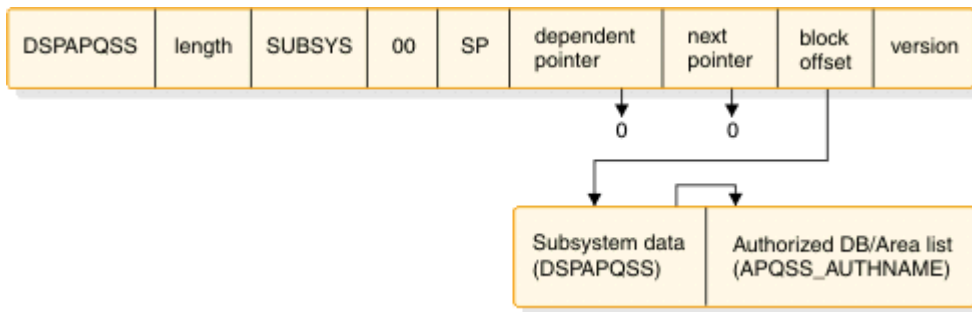 DSPAPQSS length SUBSYS 00 SP dependent pointer next pointer block offset version
0 0
Subsystem data Authorized DB/Area list
(DSPAPQSS) (APQSS_AUTHNAME)